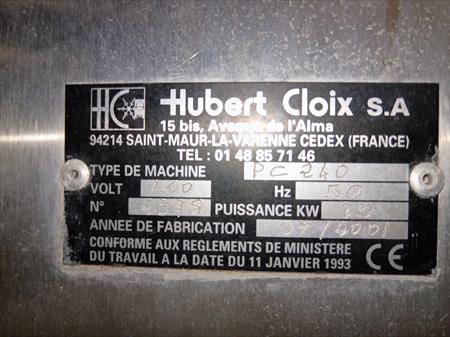 HC Hubert Cloix S.A
15 bis, Avenue de l'Alma
94214 SAINT-MAUR-LA-VARENNE CEDEX (FRANCE)
TEL : 01 48 85 71 46
TYPE DE MACHINE PC 240
VOLT 400 Hz 50
N° PUISSANCE KW
ANNEE DE FABRICATION 07/2001
CONFORME AUX REGLEMENTS DE MINISTERE
DU TRAVAIL A LA DATE DU 11 JANVIER 1993 CE